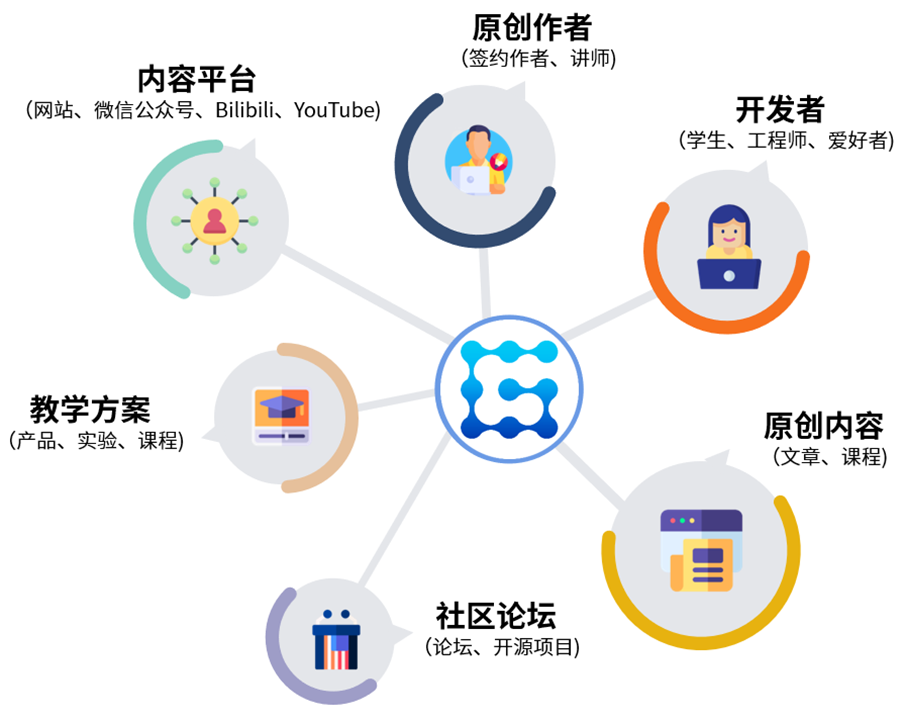 原创作者
（签约作者、讲师)
内容平台
（网站、微信公众号、Bilibili、YouTube)
开发者
（学生、工程师、爱好者)
教学方案
（产品、实验、课程)
原创内容
（文章、课程)
社区论坛
（论坛、开源项目)